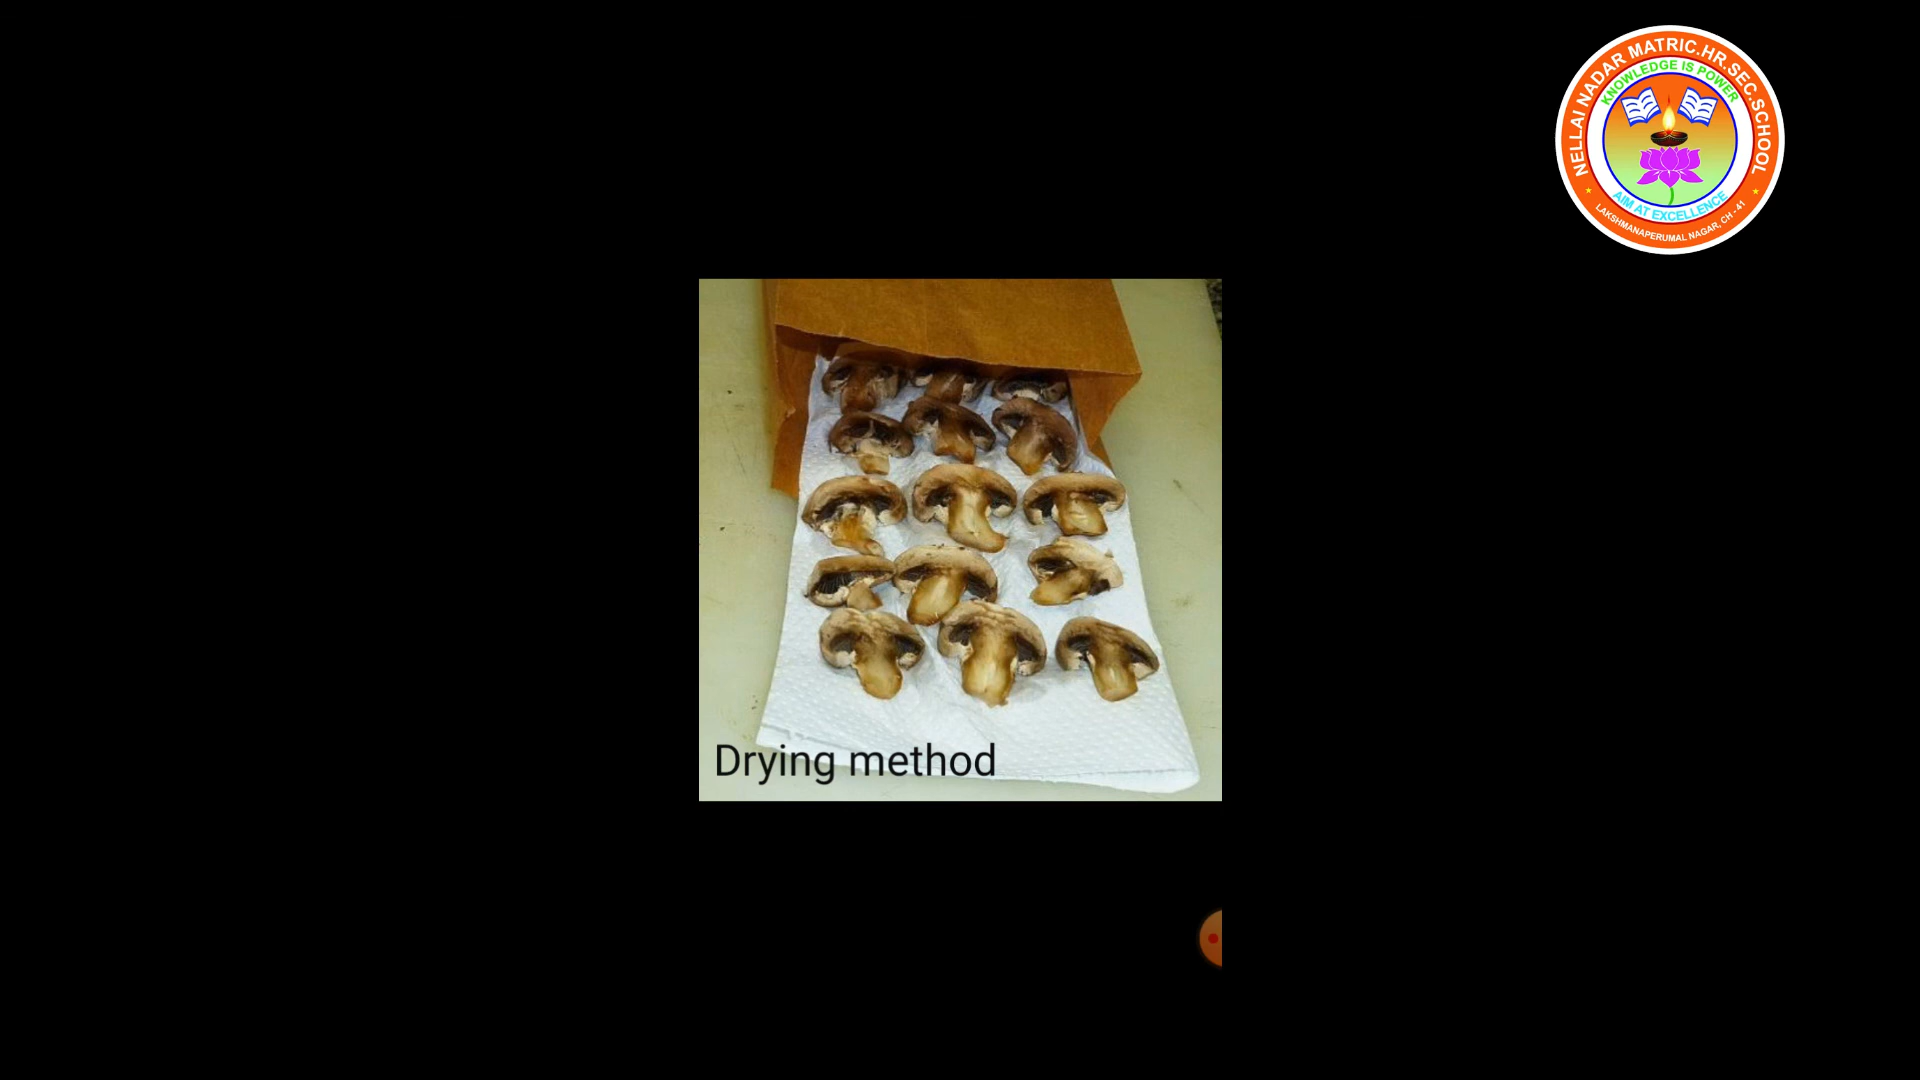 NELLAI NADAR MATRIC.HR.SEC.SCHOOL
KNOWLEDGE IS POWER
AIM AT EXCELLENCE
LAKSHMANAPERUMAL NAGAR, CH - 41
Drying method